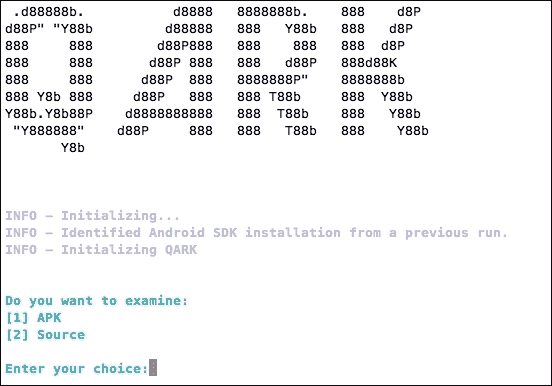 .d88888b.           d8888   8888888b.    888    d8P
d88P" "Y88b         d88888   888   Y88b   888   d8P
888     888        d88P888   888    888   888  d8P
888     888       d88P 888   888   d88P   888d88K
888     888      d88P  888   8888888P"    8888888b
888 Y8b 888     d88P   888   888 T88b     888  Y88b
Y88b.Y8b88P    d8888888888   888  T88b    888   Y88b
 "Y888888"    d88P     888   888   T88b   888    Y88b
       Y8b
INFO - Initializing...
INFO - Identified Android SDK installation from a previous run.
INFO - Initializing QARK
Do you want to examine:
[1] APK
[2] Source
Enter your choice: